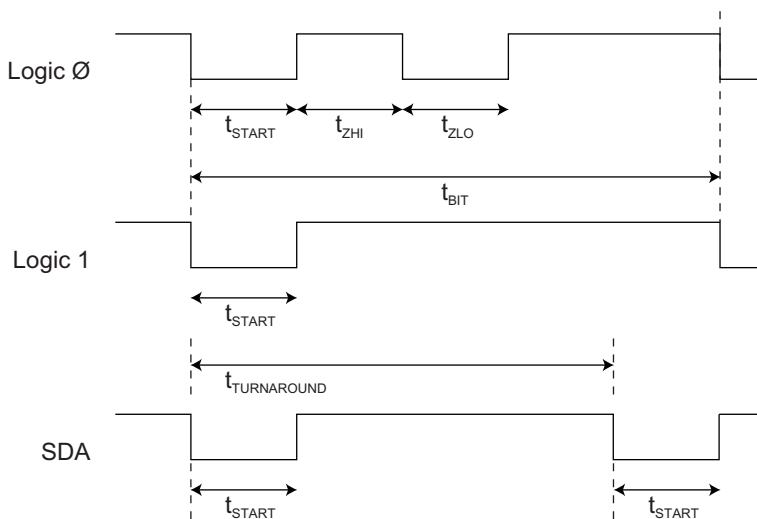 Logic Ø
tSTART
tZHI
tZLO
tBIT
Logic 1
tSTART
tTURNAROUND
SDA
tSTART
tSTART